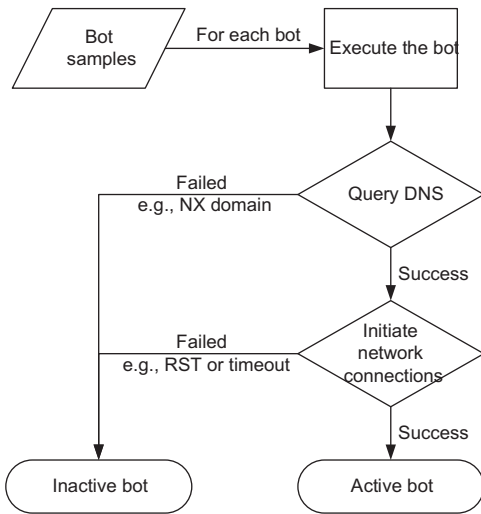 Bot
samples
For each bot
Execute the bot
Failed
e.g., NX domain
Query DNS
Success
Failed
e.g., RST or timeout
Initiate
network
connections
Success
Inactive bot
Active bot